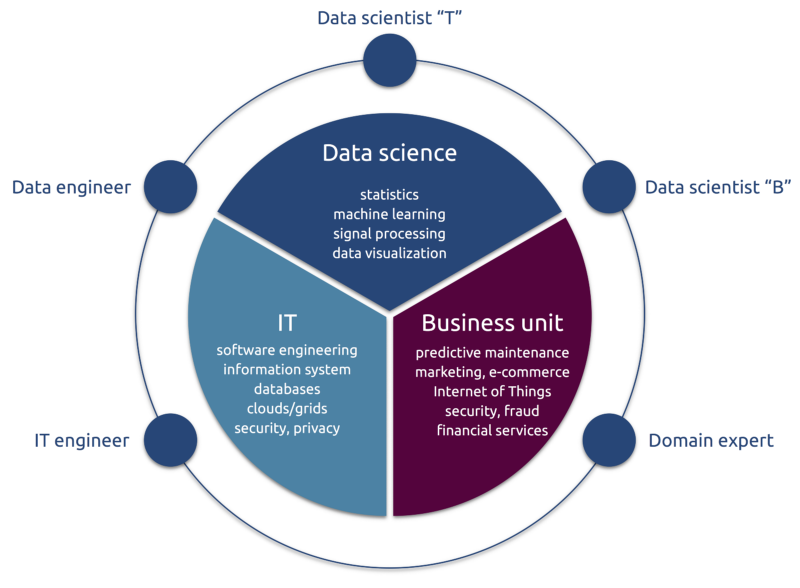 Data scientist “T”
Data engineer
Data scientist “B”
Data science
statistics
machine learning
signal processing
data visualization
IT
software engineering
information system
databases
clouds/grids
security, privacy
Business unit
predictive maintenance
marketing, e-commerce
Internet of Things
security, fraud
financial services
IT engineer
Domain expert